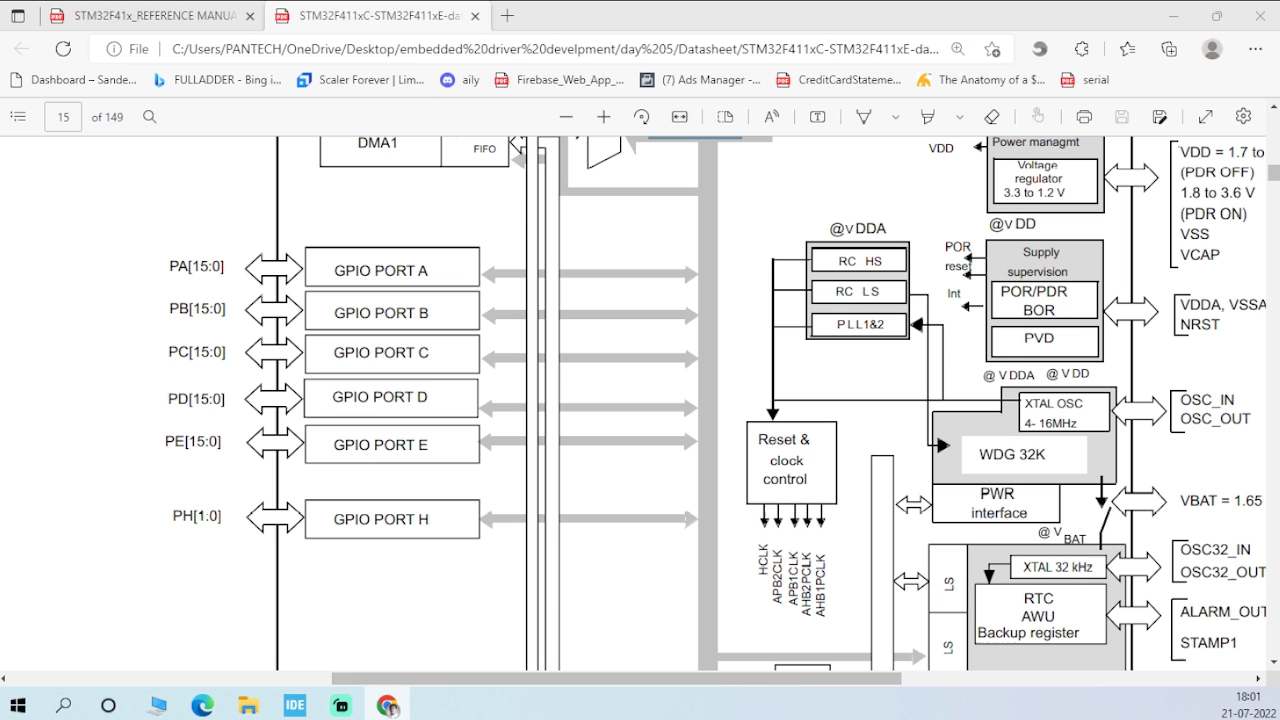 STM32F41x_REFERENCE MANUA
STM32F411xC-STM32F411xE-da
File
C:/Users/PANTECH/OneDrive/Desktop/embedded%20driver%20develpment/day%205/Datasheet/STM32F411xC-STM32F411xE-da...
Dashboard – Sande...
FULLADDER - Bing i...
Scaler Forever | Lim...
aily
Firebase_Web_App_...
(7) Ads Manager -...
CreditCardStateme...
The Anatomy of a $...
serial
15
of 149
DMA1
FIFO
VDD
Power managmt
Voltage
regulator
3.3 to 1.2 V
VDD = 1.7 to
(PDR OFF)
1.8 to 3.6 V
(PDR ON)
VSS
VCAP
@V DD
@V DDA
RC HS
RC LS
PLL1&2
POR
reset
Int
Supply
supervision
POR/PDR
BOR
PVD
VDDA, VSSA
NRST
@ V DDA @ V DD
PA[15:0]
GPIO PORT A
PB[15:0]
GPIO PORT B
PC[15:0]
GPIO PORT C
PD[15:0]
GPIO PORT D
PE[15:0]
GPIO PORT E
PH[1:0]
GPIO PORT H
XTAL OSC
4- 16MHz
OSC_IN
OSC_OUT
WDG 32K
Reset &
clock
control
PWR
interface
VBAT = 1.65
@ V BAT
HCLK
APB2CLK
APB1CLK
AHB2PCLK
AHB1PCLK
LS
LS
XTAL 32 kHz
OSC32_IN
OSC32_OUT
RTC
AWU
Backup register
ALARM_OUT
STAMP1
IDE
18:01
21-07-2022